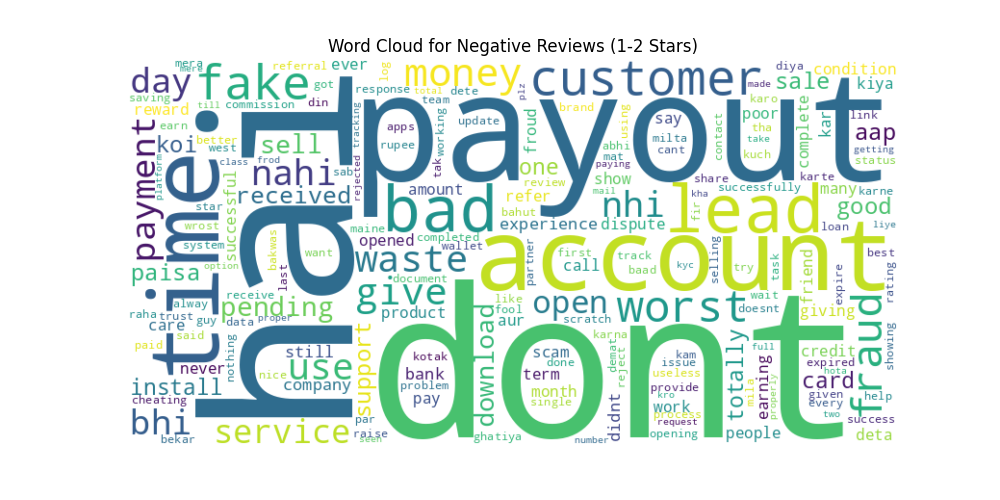 Word Cloud for Negative Reviews (1-2 Stars)
mera
mere
referral
ever
log
money
customer
diya
condition
day
fake
got
response
dete
plz
made
sale
kiya
saving
till
commission
din
total
team
brand
using
karo
link
reward
earn
better
tracking
apps
working
update
froud
say
contact
poor
complete
kar
aap
payment
koi
west
sell
rupee
abhi
milta
tha
take
getting
time
hai
payout
class
frod
nahi
sab
tak
one
mat
paying
cant
kuch
status
platform
star
successful
received
rejected
amount
review
show
mail
share
karte
successfully
many
karne
wrost
bad
refer
bahut
nhi
fir
kha
lead
loan
good
liye
system
bakwas
maine
experience
dispute
option
want
opened
completed
wallet
account
selling
best
paisa
last
waste
partner
first
track
kyc
try
task
friend
expire
rating
document
call
baad
receive
give
like
open
worst
wait
doesnt
giving
alway
pending
product
fool
download
raha
trust
guy
data
proper
aur
scratch
care
said
nothing
support
dont
karna
totally
fraud
showing
paid
never
still
use
kotak
scam
done
demat
reject
kam
issue
full
credit
expired
hota
nice
bank
term
useless
install
company
problem
month
provide
mila
earning
properly
card
given
help
cheating
pay
single
kro
work
process
every
bhi
par
request
two
success
bekar
service
raise
seen
ghatiya
number
didnt
opening
people
deta